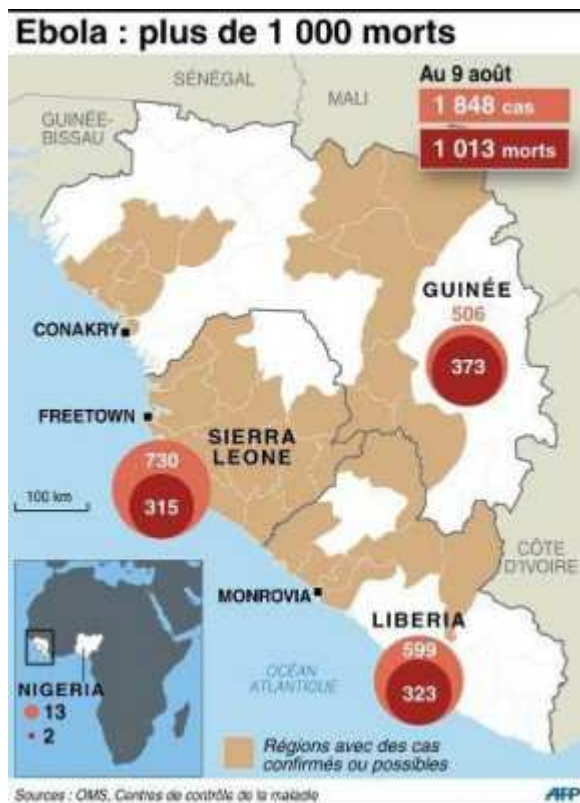 Ebola : plus de 1 000 morts
SÉNÉGAL
MALI
GUINÉE-
BISSAU
Au 9 août
1 848 cas
1 013 morts
GUINÉE
506
373
CONAKRY
FREETOWN
SIERRA
LEONE
730
315
100 km
CÔTE
D'IVOIRE
MONROVIA
LIBERIA
599
323
OCÉAN
ATLANTIQUE
NIGERIA
13
2
Régions avec des cas
confirmés ou possibles
Sources : OMS, Centres de contrôle de la maladie
AFP